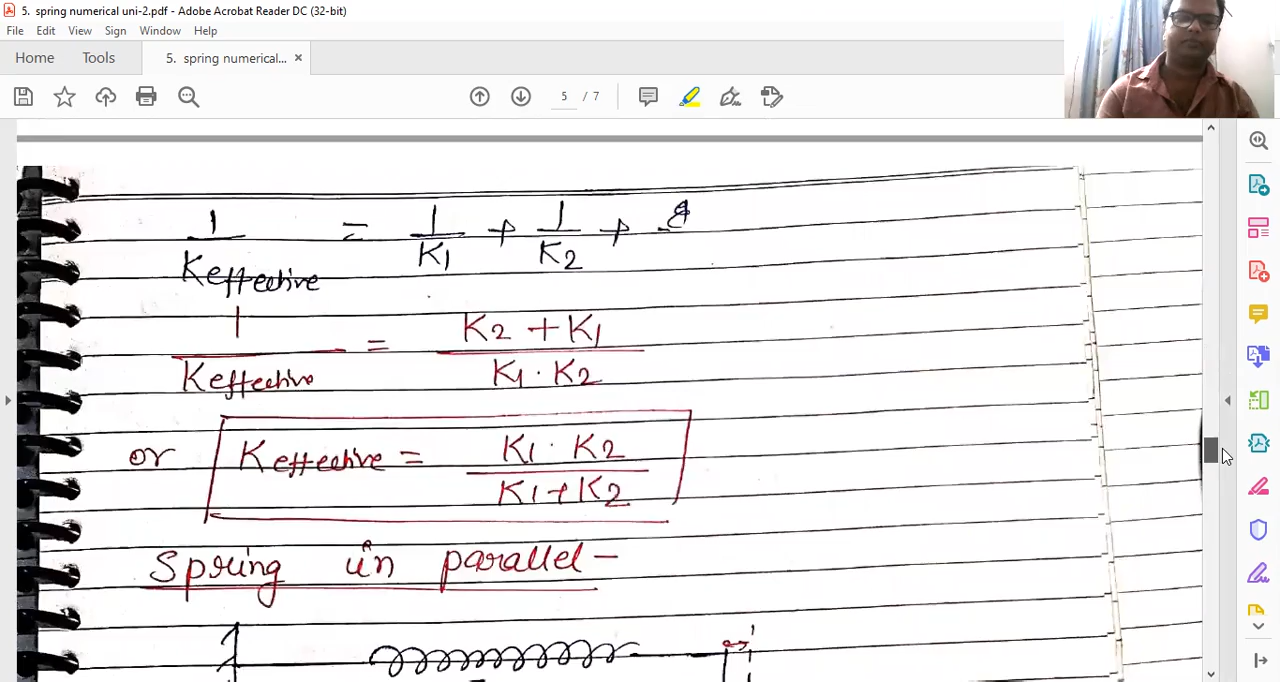 5. spring numerical uni-2.pdf - Adobe Acrobat Reader DC (32-bit)
File Edit View Sign Window Help
Home Tools 5. spring numerical... ×
5 / 7
1/Keffective = 1/K1 + 1/K2 +
1/Keffective = K2 + K1/K1 · K2
or Keffective = K1 · K2/K1 + K2
Spring in parallel -